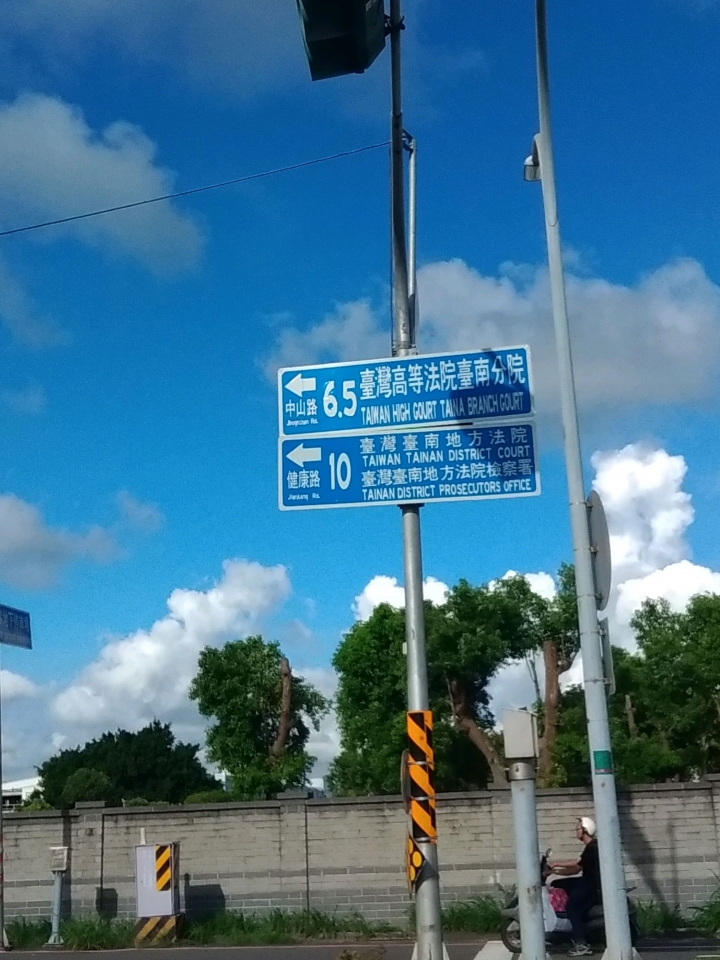 臺灣高等法院臺南分院
中山路
6.5
TAIWAN HIGH COURT TAINA BRANCH COURT
臺灣臺南地方法院
TAIWAN TAINAN DISTRICT COURT
健康路
10
臺灣臺南地方法院檢察署
Jiankang Rd.
TAINAN DISTRICT PROSECUTORS OFFICE